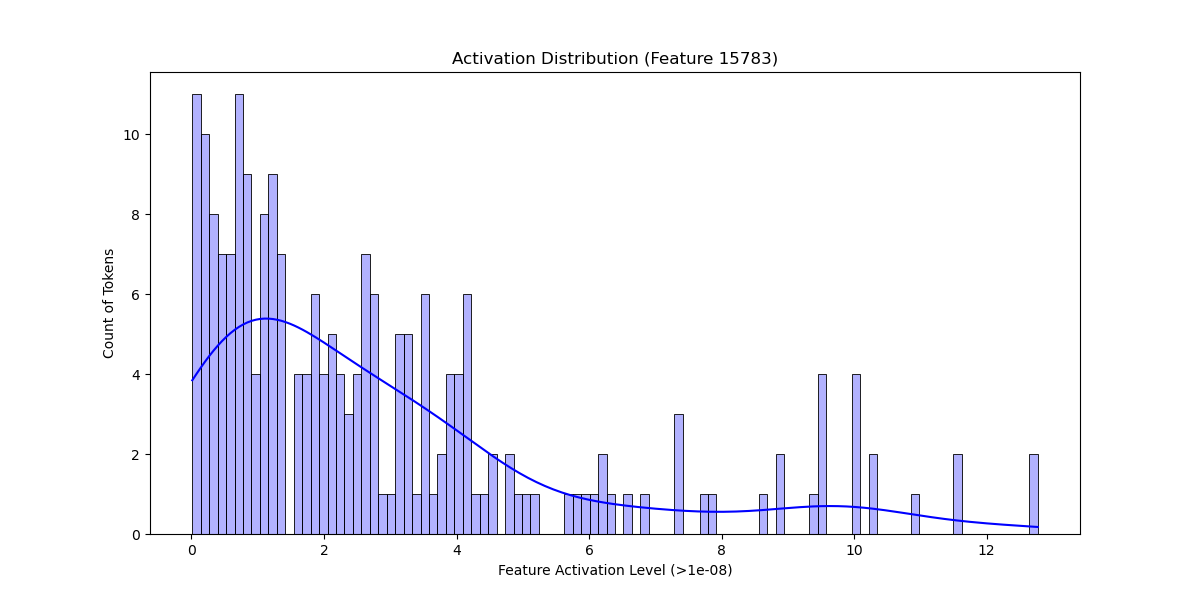 Activation Distribution (Feature 15783)
10
8
6
4
2
0
Count of Tokens
0 2 4 6 8 10 12
Feature Activation Level (>1e-08)